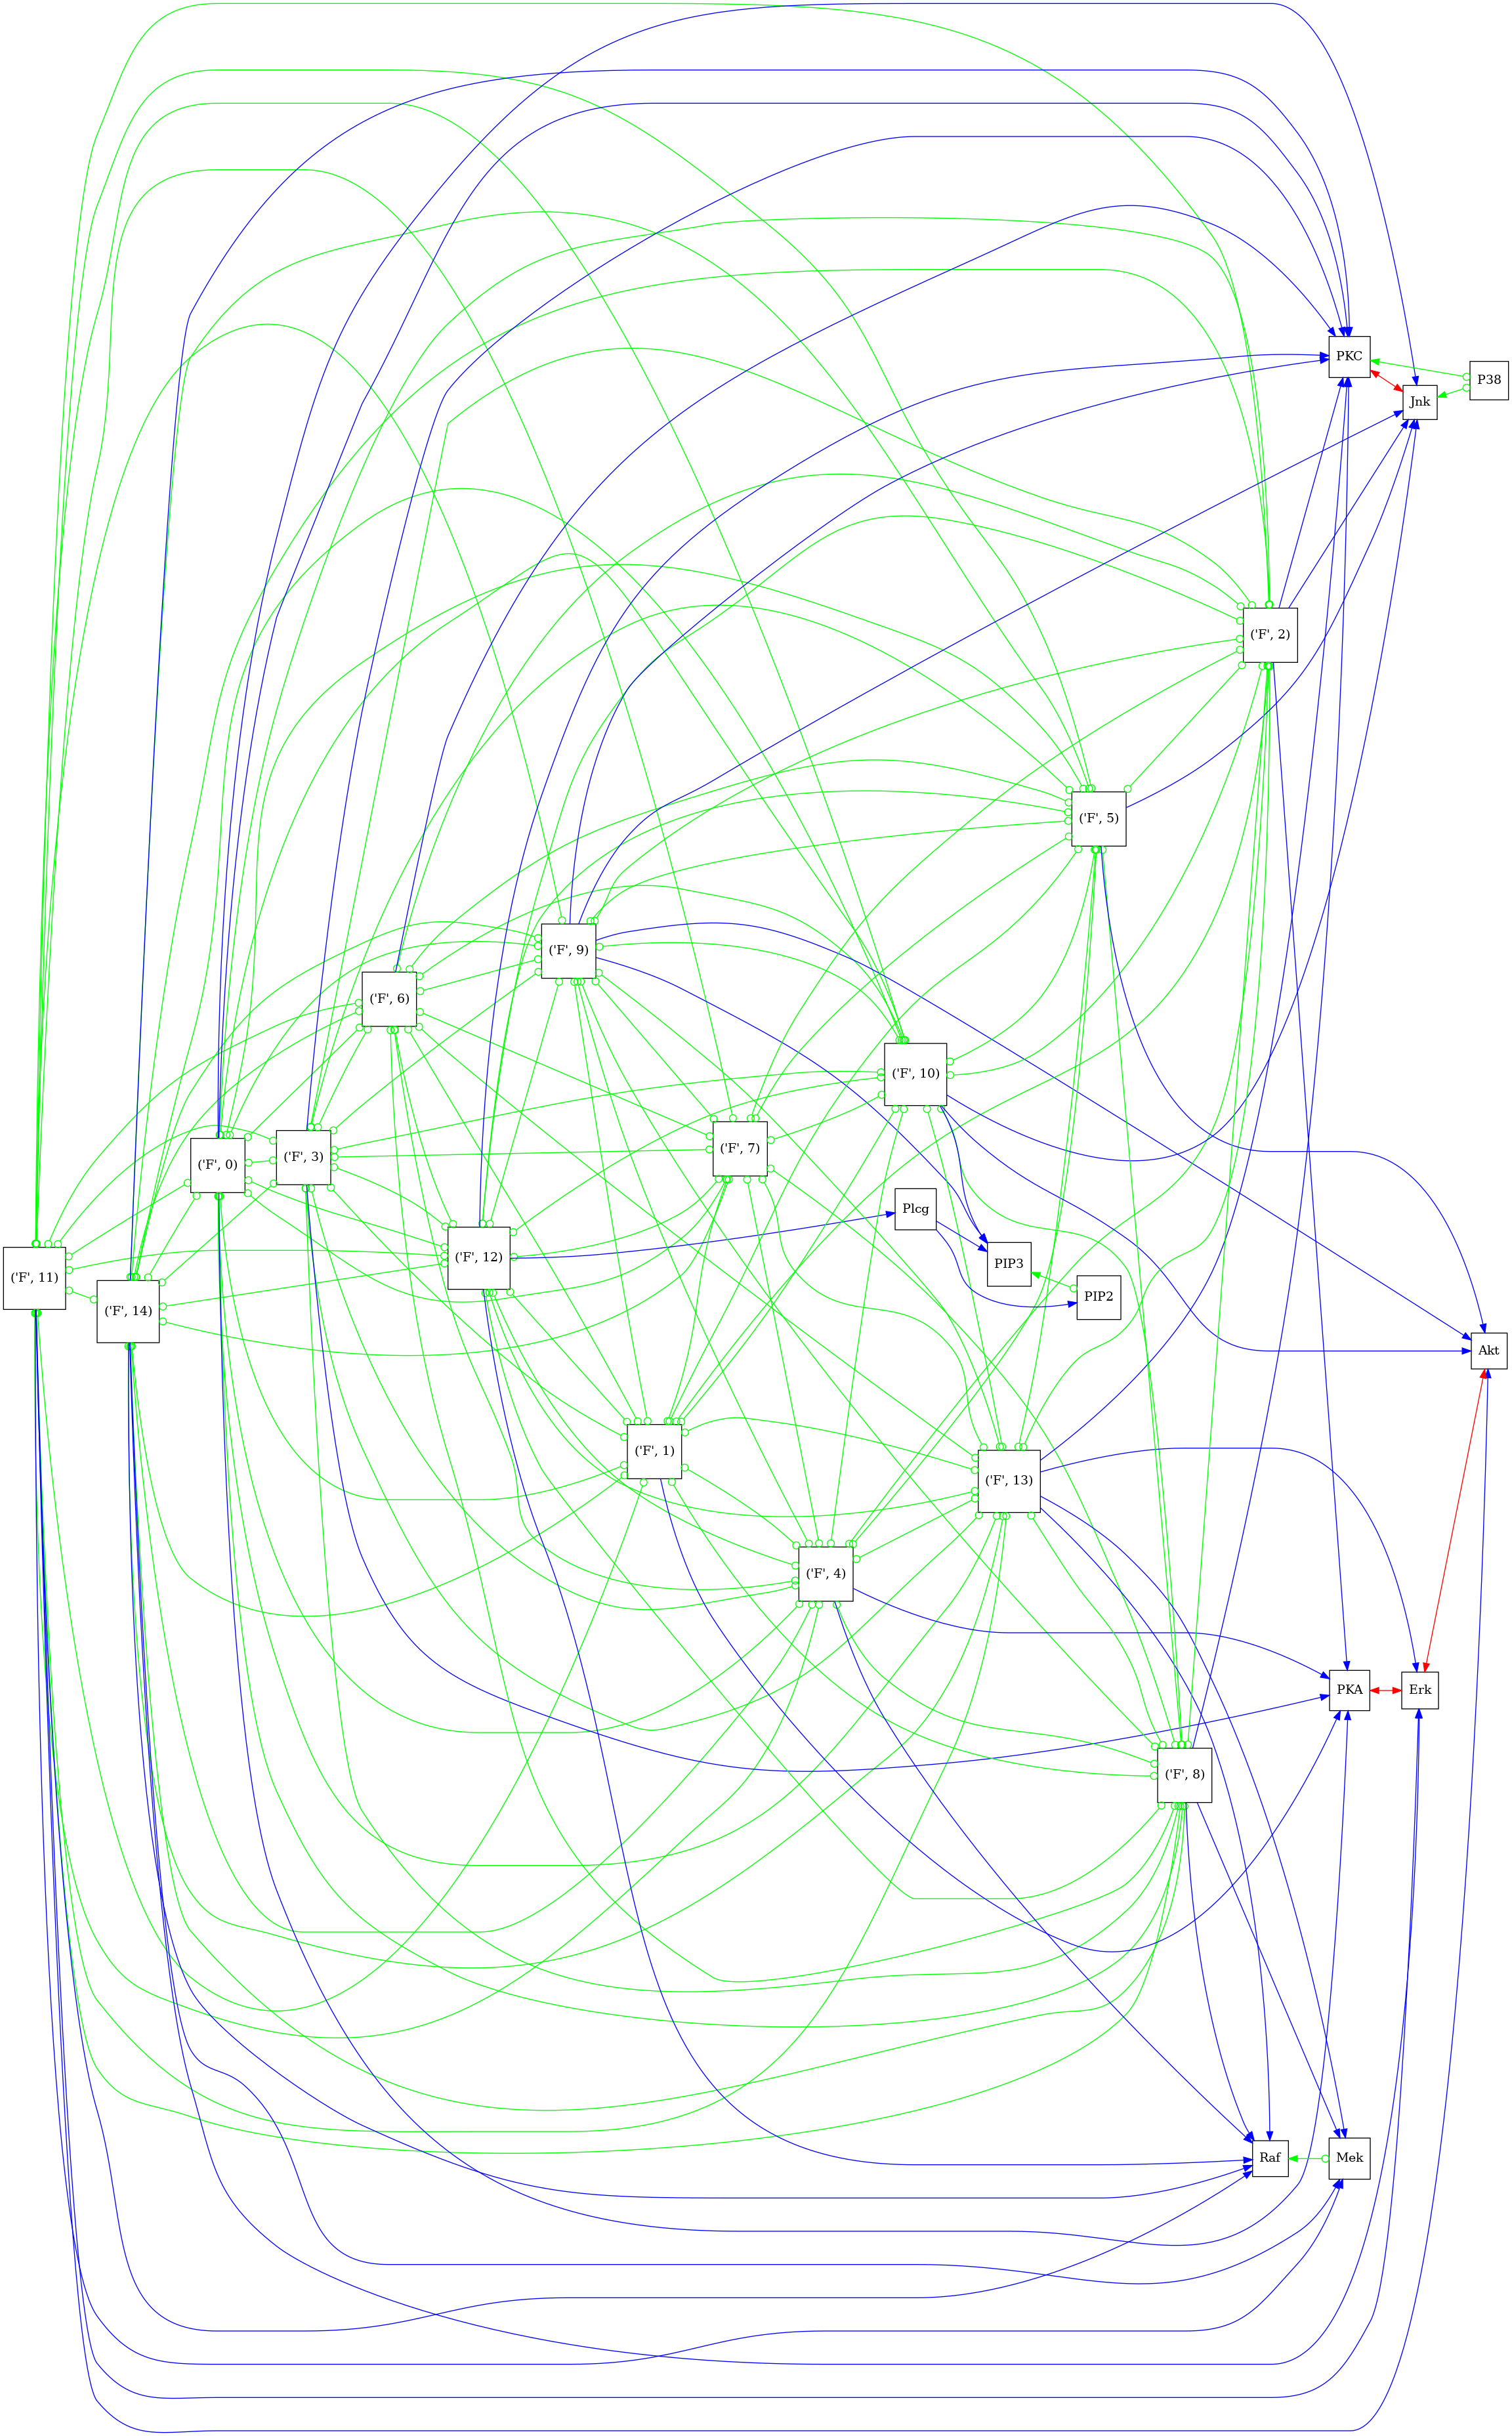 PKC
P38
Jnk
('F', 2)
('F', 5)
('F', 9)
('F', 6)
('F', 10)
('F', 7)
('F', 3)
('F', 0)
Plcg
('F', 12)
PIP3
('F', 11)
PIP2
('F', 14)
Akt
('F', 1)
('F', 13)
('F', 4)
PKA
Erk
('F', 8)
Raf
Mek